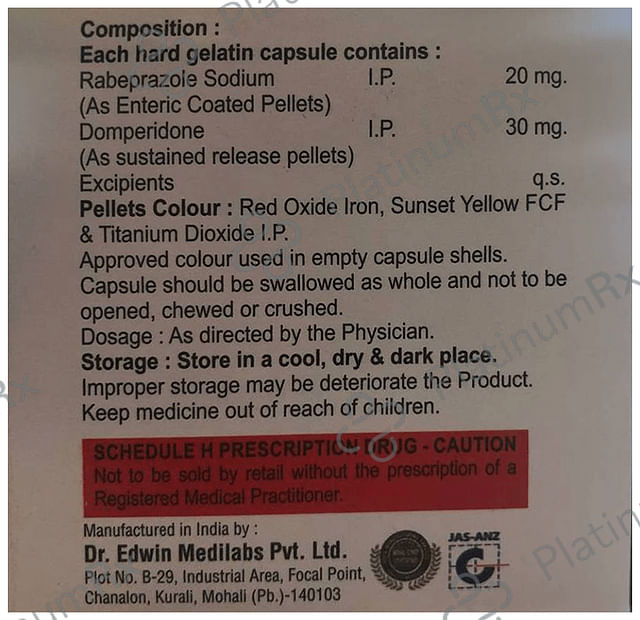 Composition :
Each hard gelatin capsule contains :
Rabeprazole Sodium I.P. 20 mg.
(As Enteric Coated Pellets)
Domperidone I.P. 30 mg.
(As sustained release pellets)
Excipients q.s.
Pellets Colour : Red Oxide Iron, Sunset Yellow FCF
& Titanium Dioxide I.P.
Approved colour used in empty capsule shells.
Capsule should be swallowed as whole and not to be
opened, chewed or crushed.
Dosage : As directed by the Physician.
Storage : Store in a cool, dry & dark place.
Improper storage may be deteriorate the Product.
Keep medicine out of reach of children.
SCHEDULE H PRESCRIPTION DRUG - CAUTION
Not to be sold by retail without the prescription of a
Registered Medical Practitioner.
Manufactured in India by :
Dr. Edwin Medilabs Pvt. Ltd.
Plot No. B-29, Industrial Area, Focal Point,
Chanalon, Kurali, Mohali (Pb.)-140103
JAS-ANZ
PlatinumRx
PlatinumRx